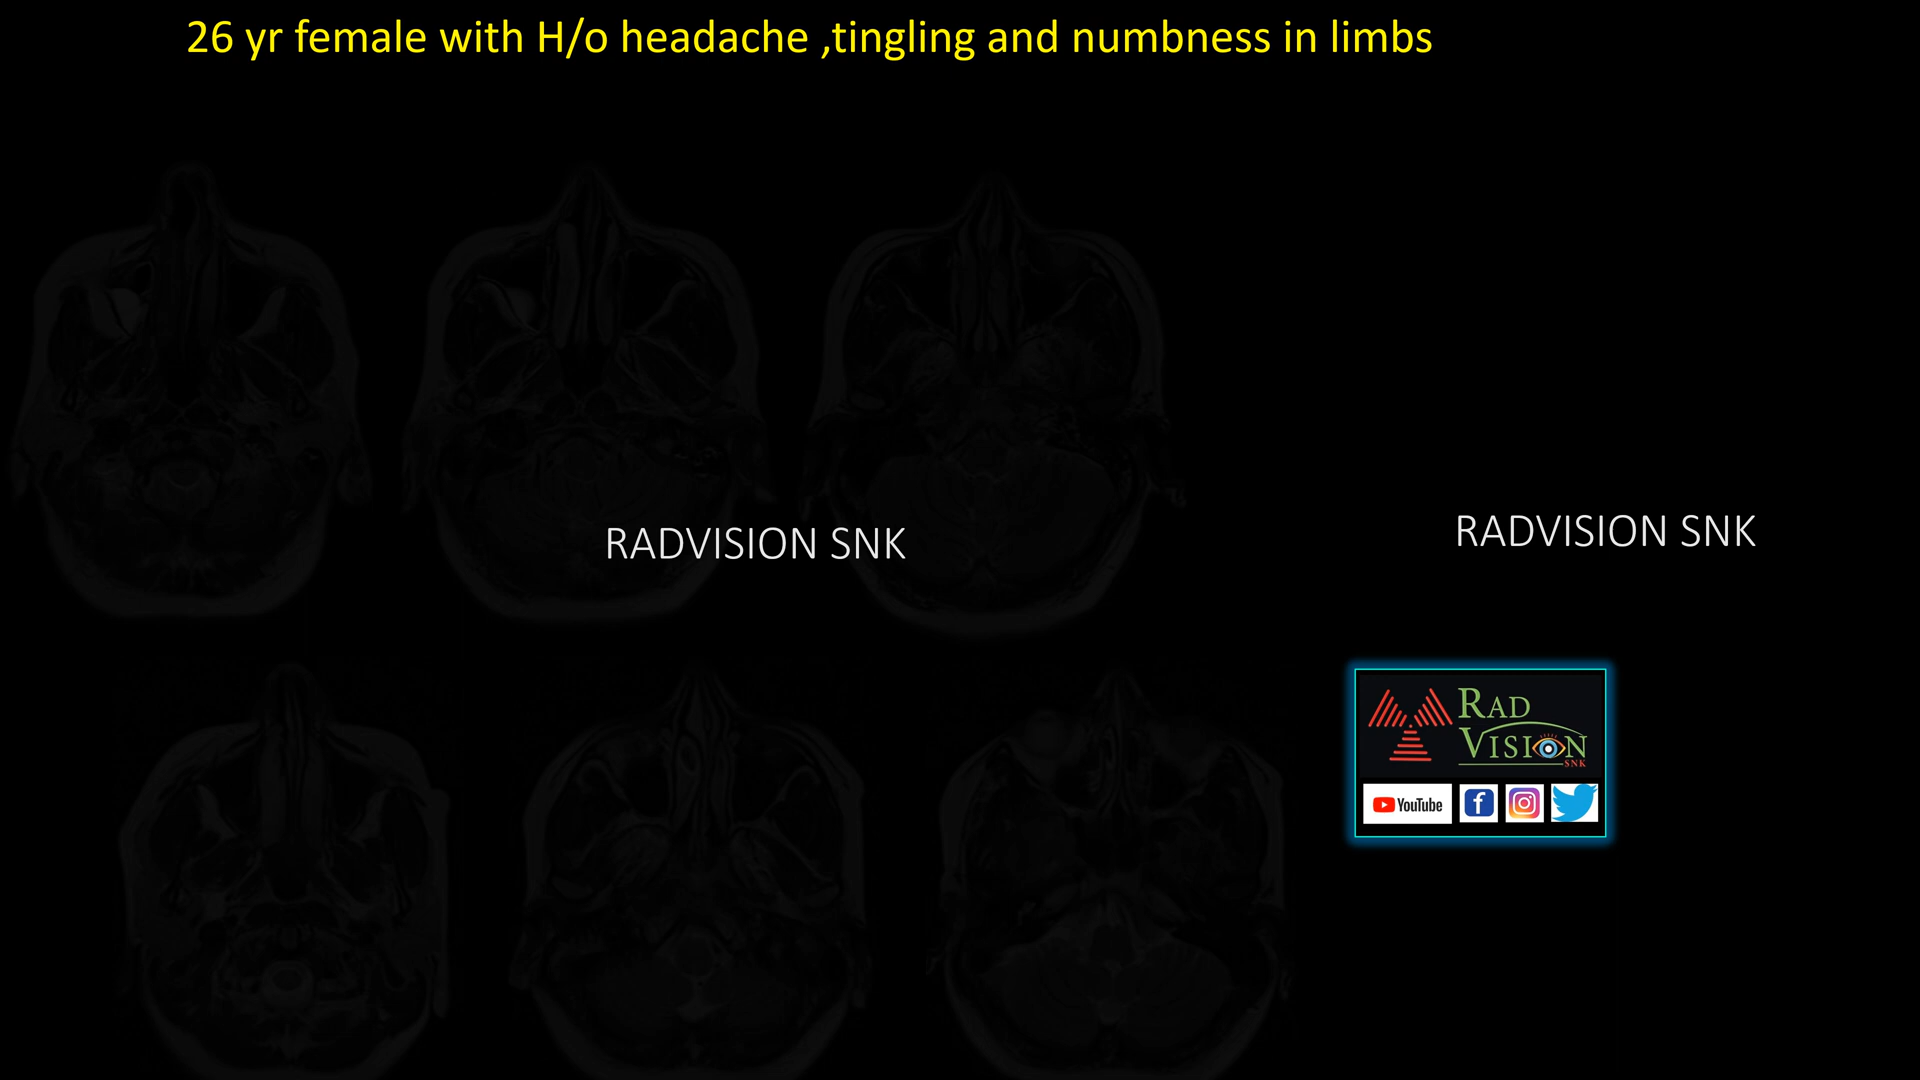 26 yr female with H/o headache ,tingling and numbness in limbs
RADVISION SNK
RADVISION SNK
RAD
VISION
SNK
YouTube
f